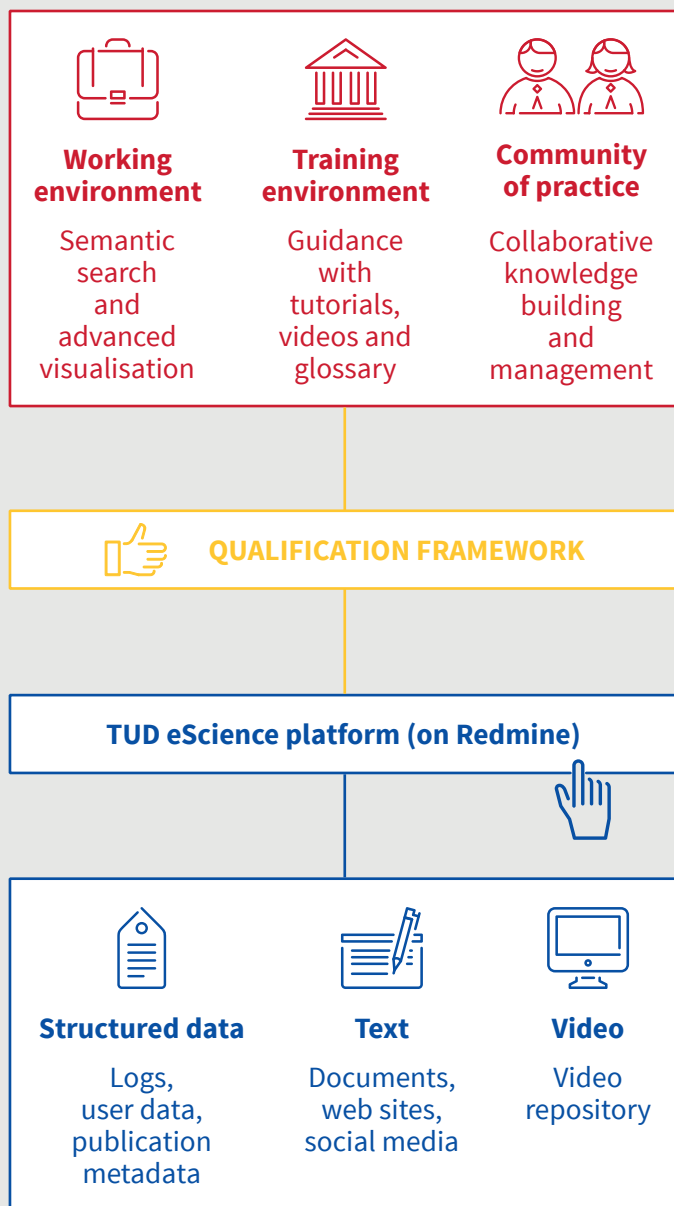 Working
environment
Semantic
search
and
advanced
visualisation
Training
environment
Guidance
with
tutorials,
videos and
glossary
Community
of practice
Collaborative
knowledge
building
and
management
QUALIFICATION FRAMEWORK
TUD eScience platform (on Redmine)
Structured data
Logs,
user data,
publication
metadata
Text
Documents,
web sites,
social media
Video
Video
repository